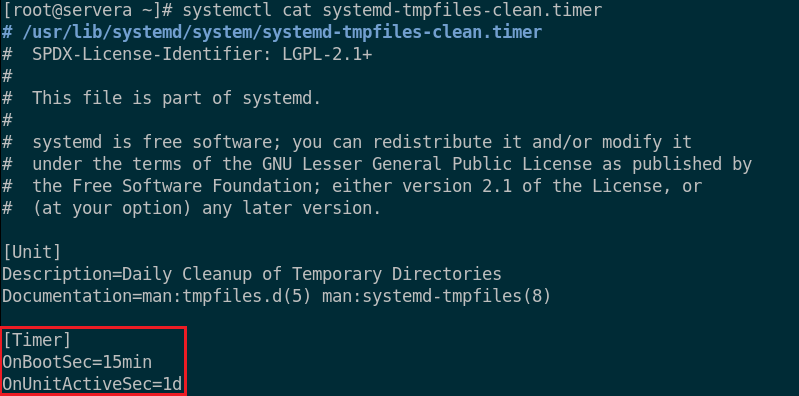 [root@servera ~]# systemctl cat systemd-tmpfiles-clean.timer
# /usr/lib/systemd/system/systemd-tmpfiles-clean.timer
#  SPDX-License-Identifier: LGPL-2.1+
#
#  This file is part of systemd.
#
#  systemd is free software; you can redistribute it and/or modify it
#  under the terms of the GNU Lesser General Public License as published by
#  the Free Software Foundation; either version 2.1 of the License, or
#  (at your option) any later version.

[Unit]
Description=Daily Cleanup of Temporary Directories
Documentation=man:tmpfiles.d(5) man:systemd-tmpfiles(8)

[Timer]
OnBootSec=15min
OnUnitActiveSec=1d